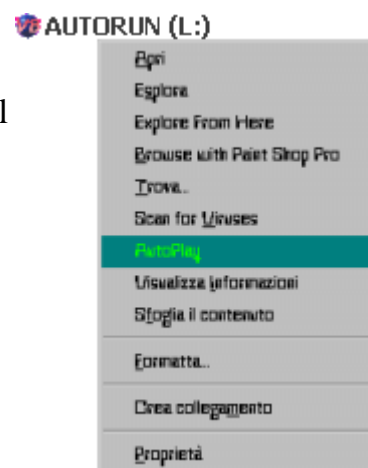 AUTORUN (L:)
Apri
Esplora
l
Explore From Here
Browse with Paint Shop Pro
Trova...
Scan for Viruses
AutoPlay
Visualizza informazioni
Sfoglia il contenuto
Formatta...
Crea collegamento
Proprietà